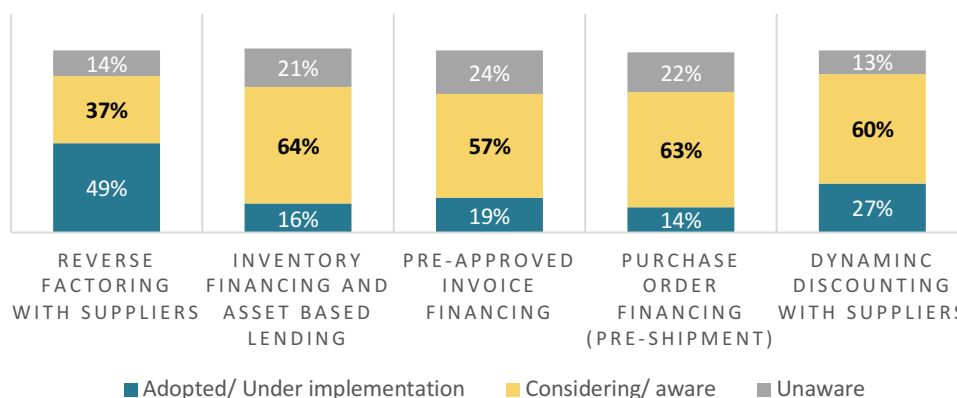 14%
21%
24%
22%
13%
37%
64%
57%
63%
60%
49%
16%
19%
14%
27%
REVERSE
FACTORING
WITH SUPPLIERS
INVENTORY
FINANCING AND
ASSET BASED
LENDING
PRE-APPROVED
INVOICE
FINANCING
PURCHASE
ORDER
FINANCING
(PRE-SHIPMENT)
DYNAMINC
DISCOUNTING
WITH SUPPLIERS
Adopted/ Under implementation
Considering/ aware
Unaware